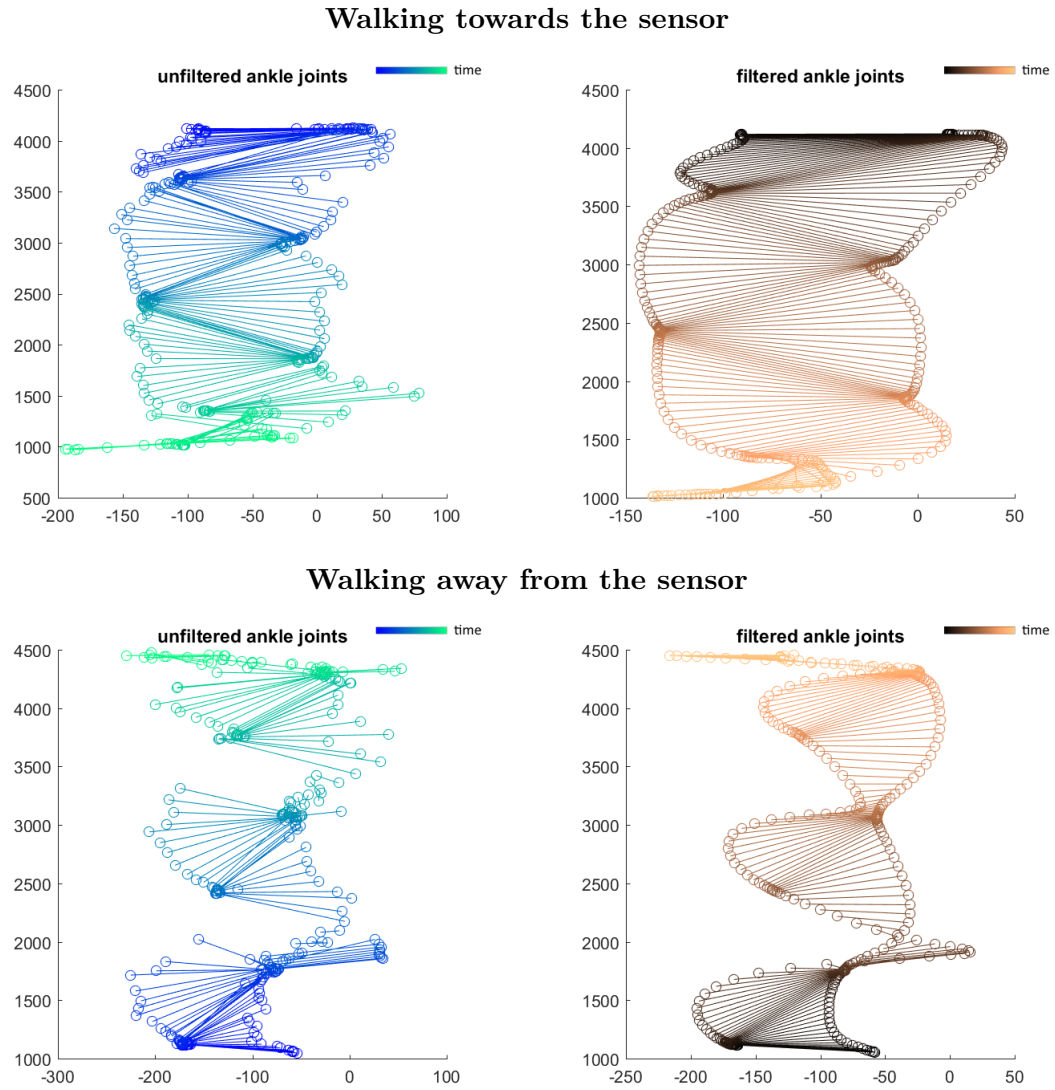 Walking towards the sensor
unfiltered ankle joints
time
4500
4000
3500
3000
2500
2000
1500
1000
500
-200 -150 -100 -50 0 50 100
filtered ankle joints
time
4500
4000
3500
3000
2500
2000
1500
1000
-150 -100 -50 0 50
Walking away from the sensor
unfiltered ankle joints
time
4500
4000
3500
3000
2500
2000
1500
1000
-300 -200 -100 0 100
filtered ankle joints
time
4500
4000
3500
3000
2500
2000
1500
1000
-250 -200 -150 -100 -50 0 50